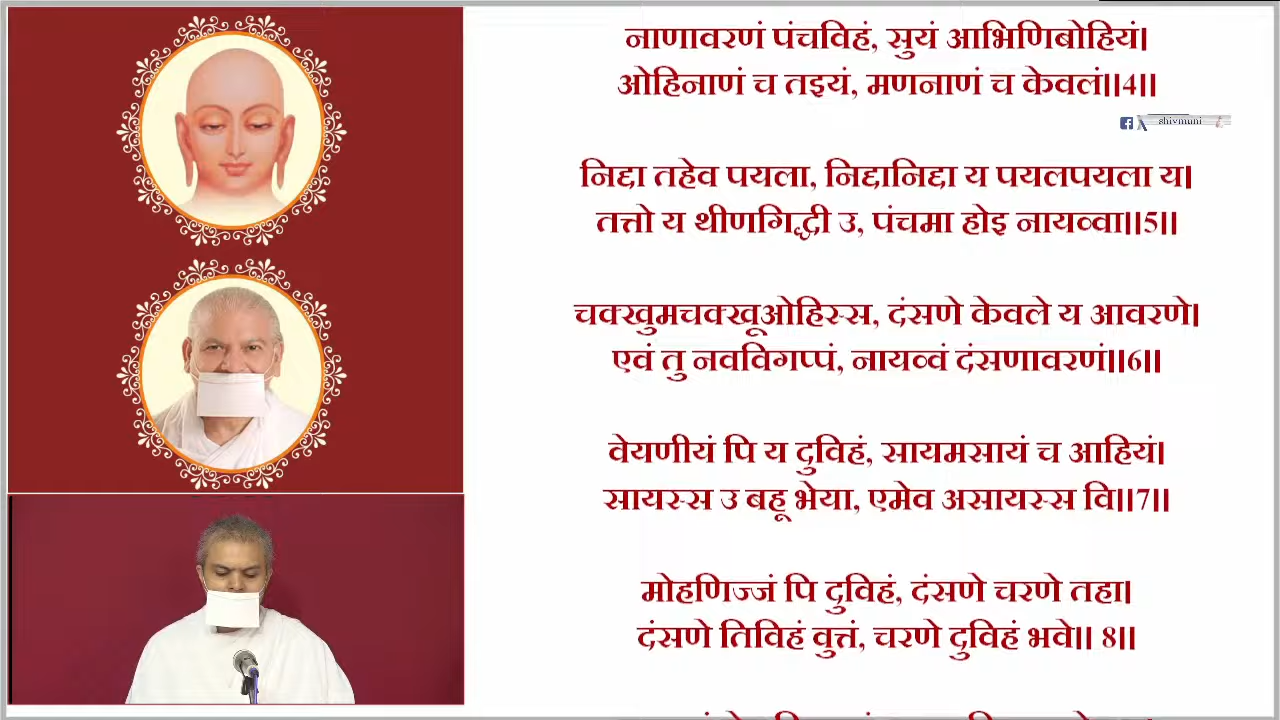 नाणावरणं पंचविहं, सुयं आभिणिबोहियं।
ओहिनाणं च तइयं, मणनाणं च केवलं॥4॥
shivmuni
निद्दा तहेव पयला, निद्दानिद्दा य पयलपयला य।
तत्तो य थीणगिद्धी उ, पंचमा होइ नायव्वा॥5॥
चक्खुमचक्खूओहिस्स, दंसणे केवले य आवरणे।
एवं तु नवविगप्पं, नायव्वं दंसणावरणं॥6॥
वेयणीयं पि य दुविहं, सायमसायं च आहियं।
सायस्स उ बहू भेया, एमेव असायस्स वि॥7॥
मोहणिज्जं पि दुविहं, दंसणे चरणे तहा।
दंसणे तिविहं वुत्तं, चरणे दुविहं भवे॥ 8॥